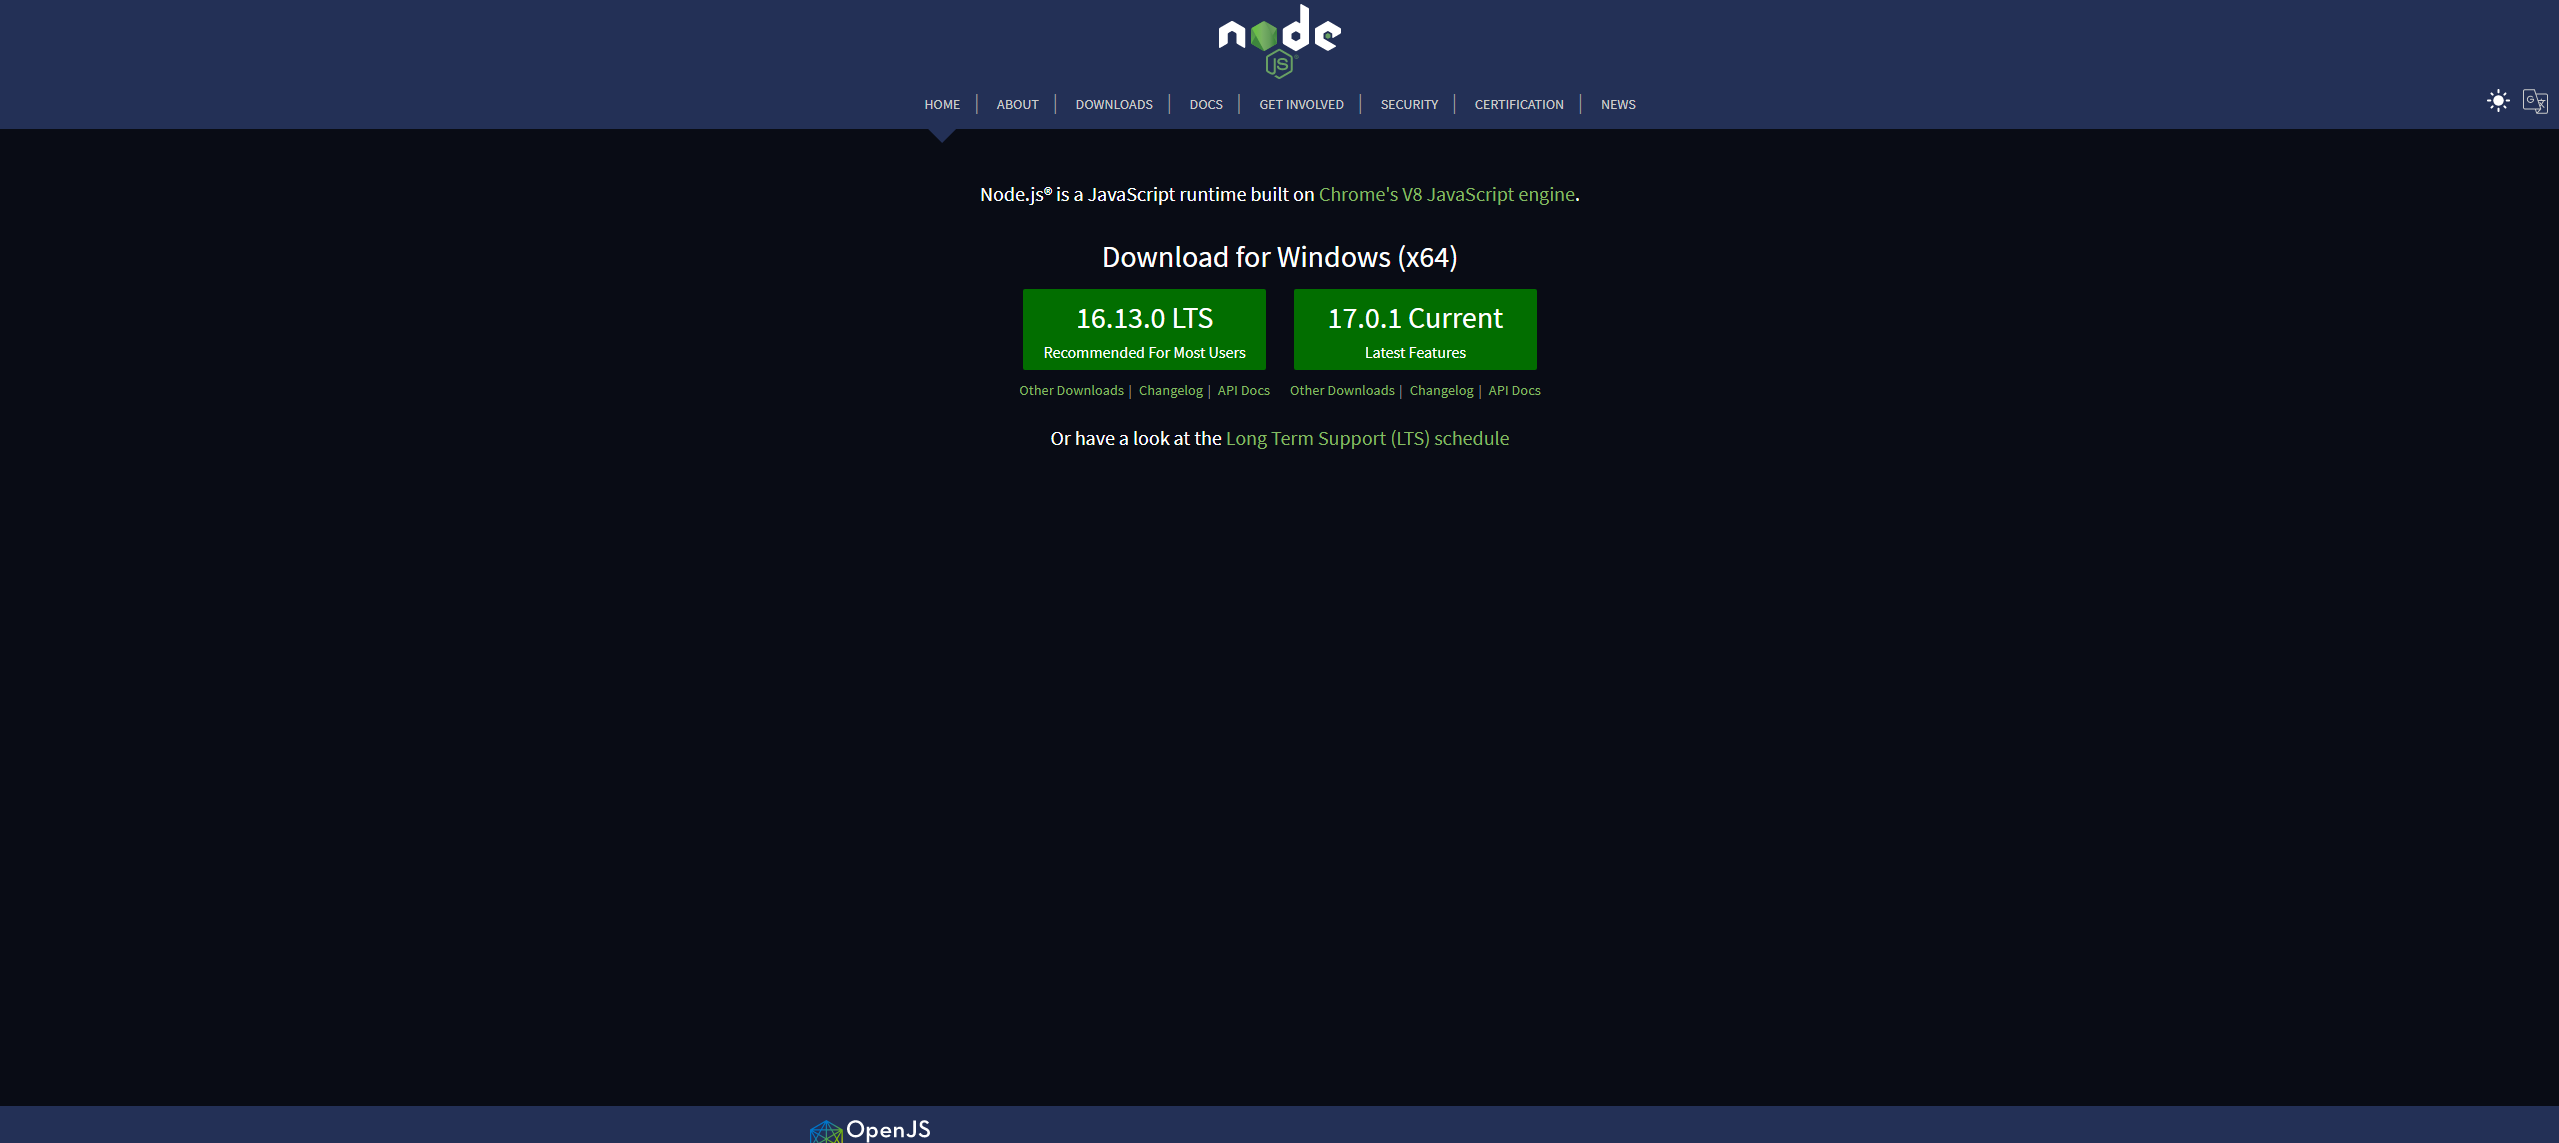 node
JS
HOME | ABOUT | DOWNLOADS | DOCS | GET INVOLVED | SECURITY | CERTIFICATION | NEWS
Node.js® is a JavaScript runtime built on Chrome's V8 JavaScript engine.
Download for Windows (x64)
16.13.0 LTS
Recommended For Most Users
17.0.1 Current
Latest Features
Other Downloads | Changelog | API Docs
Other Downloads | Changelog | API Docs
Or have a look at the Long Term Support (LTS) schedule
OpenJS